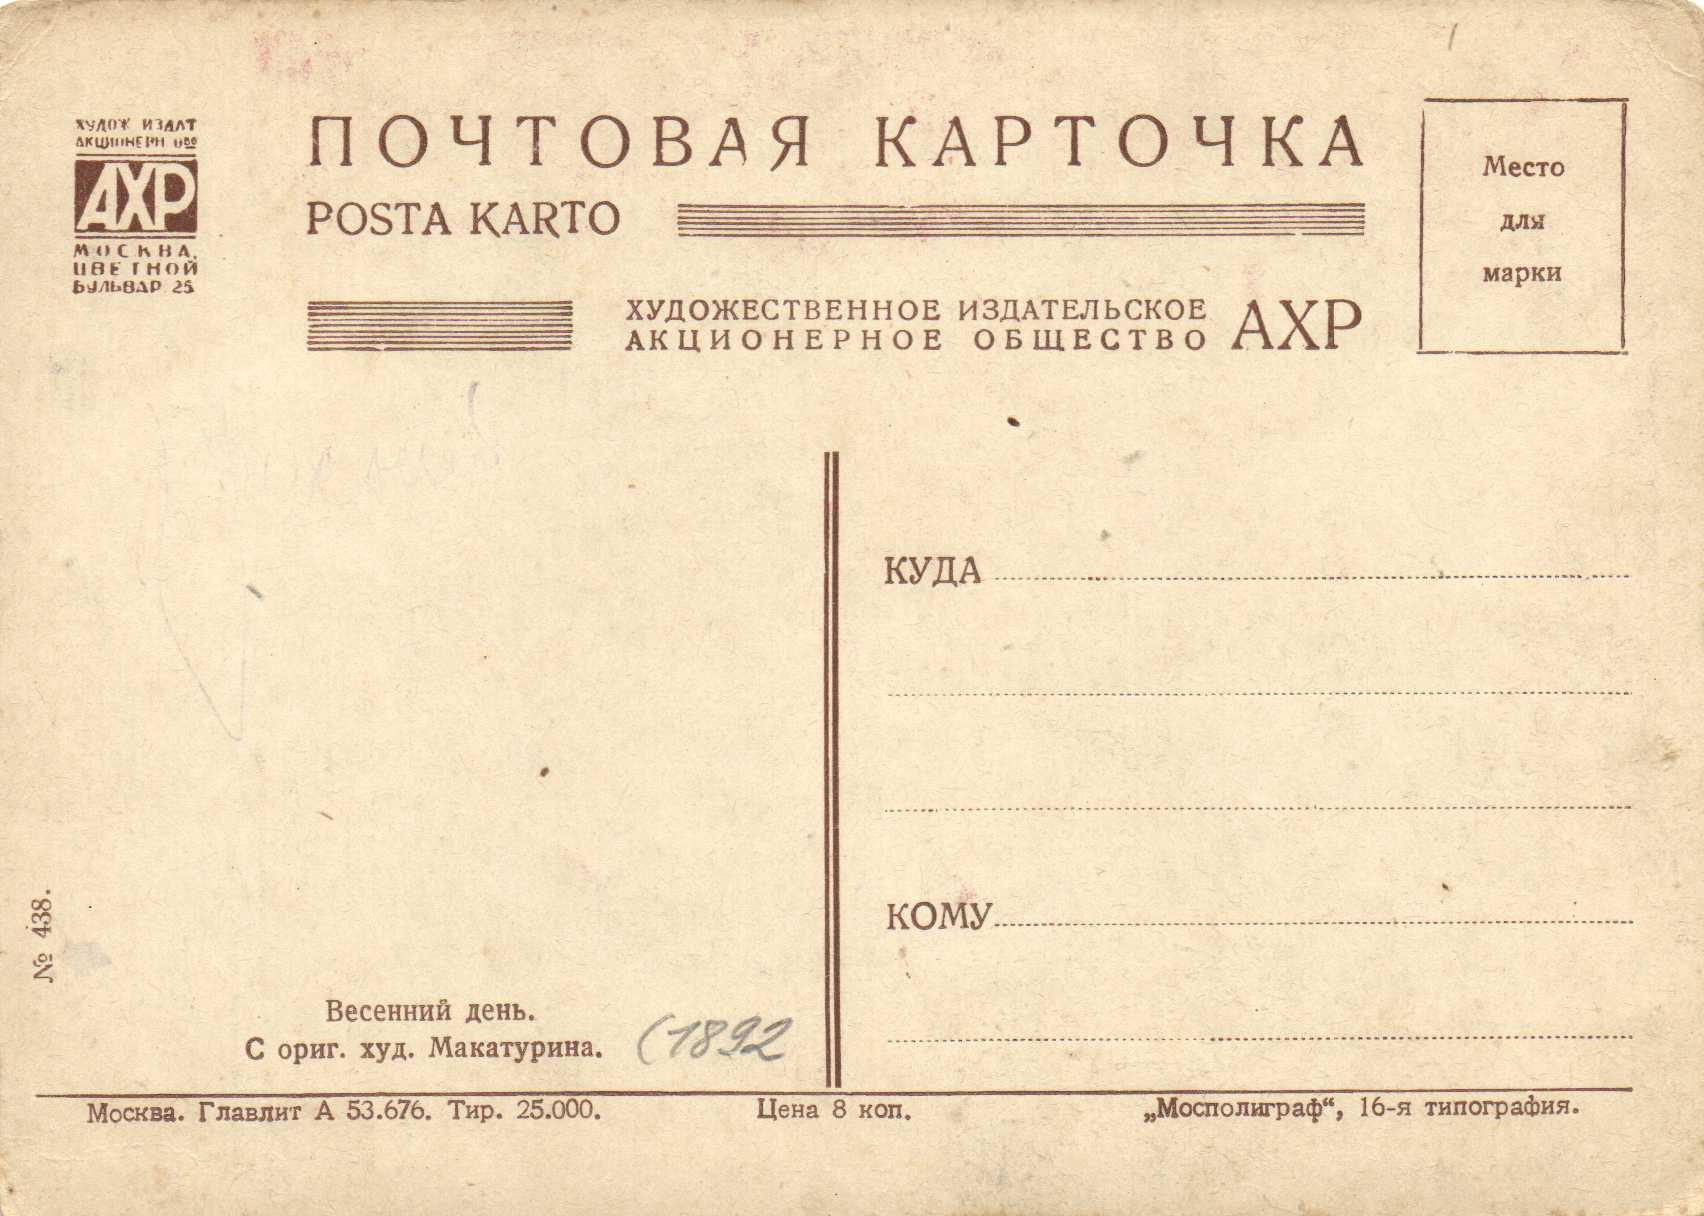 ХУДОЖ ИЗДАТ
АКЦИОНЕРН О ВО
АХР
МОСКВА,
ЦВЕТНОЙ
БУЛЬВАР. 25
ПОЧТОВАЯ КАРТОЧКА
POSTA KARTO
ХУДОЖЕСТВЕННОЕ ИЗДАТЕЛЬСКОЕ
АКЦИОНЕРНОЕ ОБЩЕСТВО АХР
Место
для
марки
КУДА
КОМУ
№ 438.
Весенний день.
С ориг. худ. Макатурина.
(1892
Москва. Главлит А 53.676. Тир. 25.000.
Цена 8 коп.
„Мосполиграф“, 16-я типография.